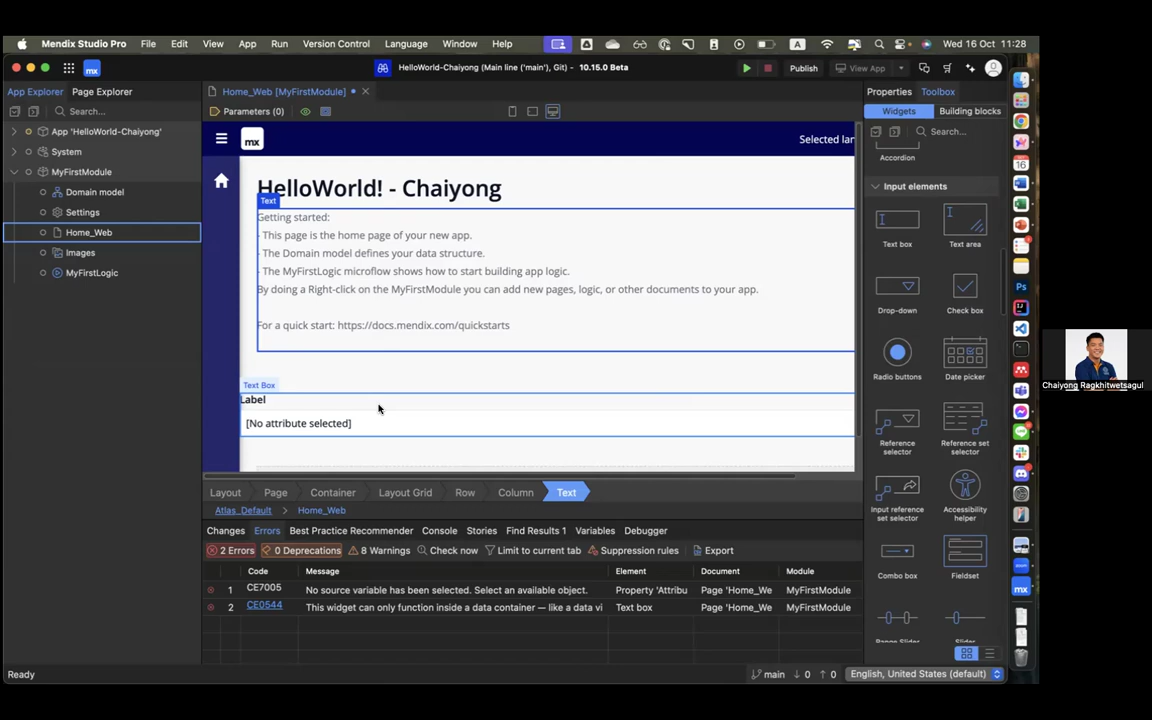 Mendix Studio Pro File Edit View App Run Version Control Language Window Help A Wed 16 Oct 11:28
mx HelloWorld-Chaiyong (Main line ('main'), Git) - 10.15.0 Beta Publish View App
App Explorer Page Explorer Home_Web [MyFirstModule] Properties Toolbox
Search... Parameters (0) Widgets Building blocks
App 'HelloWorld-Chaiyong' mx Selected lan Search...
System Accordion
MyFirstModule
Domain model HelloWorld! - Chaiyong Input elements
Text
Settings Getting started:
Home_Web - This page is the home page of your new app. Text box Text area
Images - The Domain model defines your data structure.
MyFirstLogic - The MyFirstLogic microflow shows how to start building app logic.
By doing a Right-click on the MyFirstModule you can add new pages, logic, or other documents to your app.
Drop-down Check box
For a quick start: https://docs.mendix.com/quickstarts
Radio buttons Date picker
Text Box
Label
[No attribute selected]
Reference selector Reference set selector
Chaiyong Ragkhitwetsagul
Layout Page Container Layout Grid Row Column Text
Atlas_Default > Home_Web
Input reference set selector Accessibility helper
Changes Errors Best Practice Recommender Console Stories Find Results 1 Variables Debugger
2 Errors 0 Deprecations 8 Warnings Check now Limit to current tab Suppression rules Export
Combo box Fieldset
Code Message Element Document Module
1 CE7005 No source variable has been selected. Select an available object. Property 'Attribu Page 'Home_We MyFirstModule
2 CE0544 This widget can only function inside a data container — like a data vi Text box Page 'Home_We MyFirstModule
Range Slider Slider
Ready main 0 0 English, United States (default)